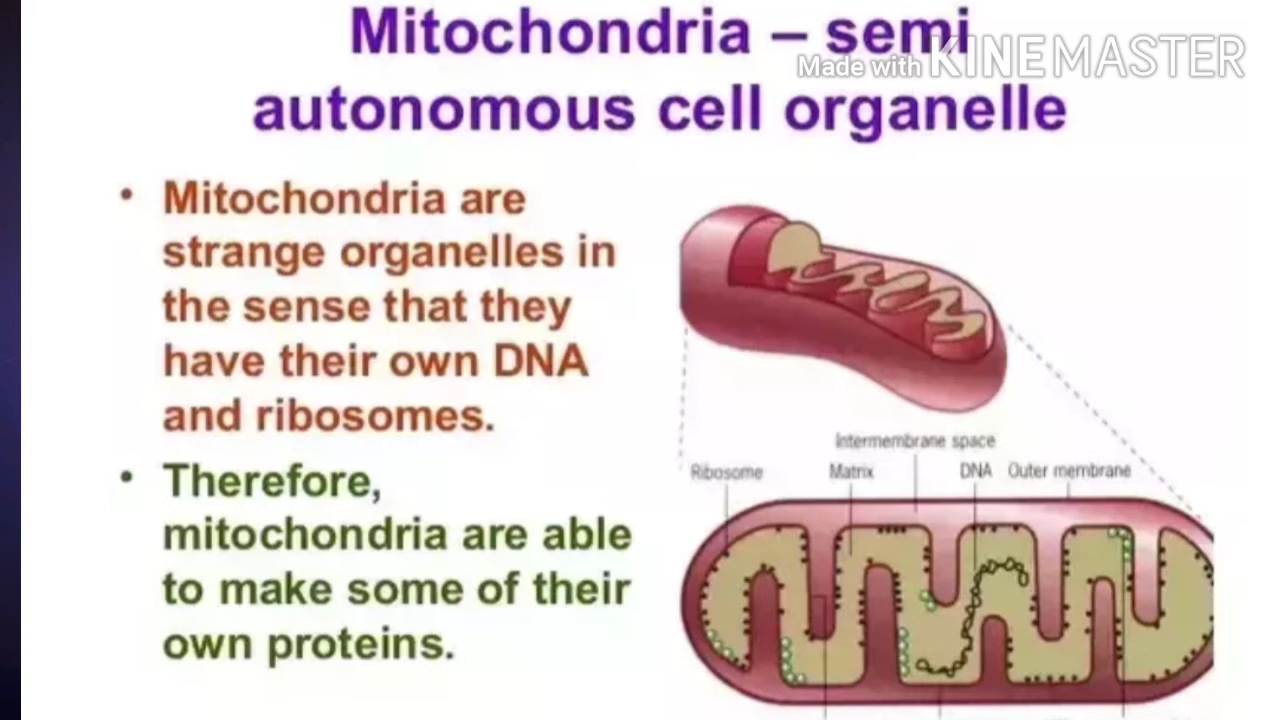 Mitochondria – semi
Made with KINEMASTER
autonomous cell organelle
• Mitochondria are
strange organelles in
the sense that they
have their own DNA
and ribosomes.
• Therefore,
mitochondria are able
to make some of their
own proteins.
Intermembrane space
Ribosome Matrix DNA Outer membrane